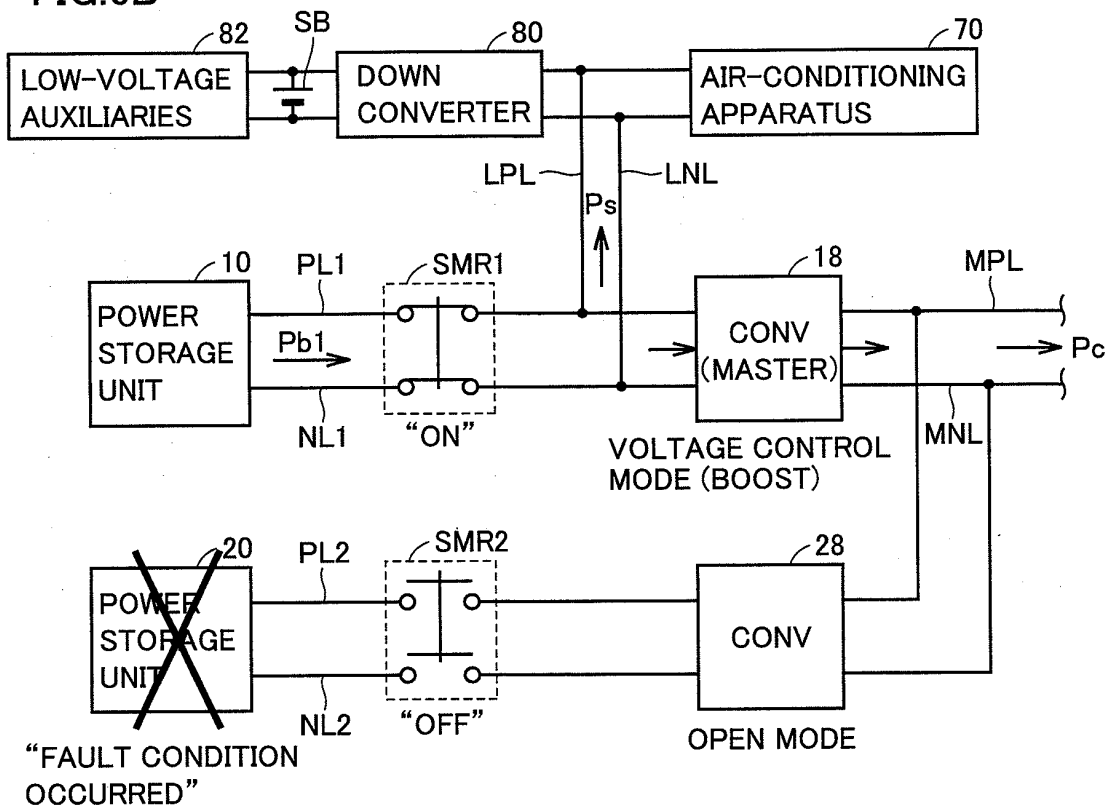 82
SB
80
70
LOW-VOLTAGE
AUXILIARIES
DOWN
CONVERTER
AIR-CONDITIONING
APPARATUS
LPL
LNL
Ps
10
PL1
SMR1
18
MPL
POWER
STORAGE
UNIT
Pb1
CONV
(MASTER)
Pc
NL1
"ON"
MNL
VOLTAGE CONTROL
MODE (BOOST)
20
PL2
SMR2
28
POWER
STORAGE
UNIT
CONV
NL2
"OFF"
OPEN MODE
"FAULT CONDITION
OCCURRED"